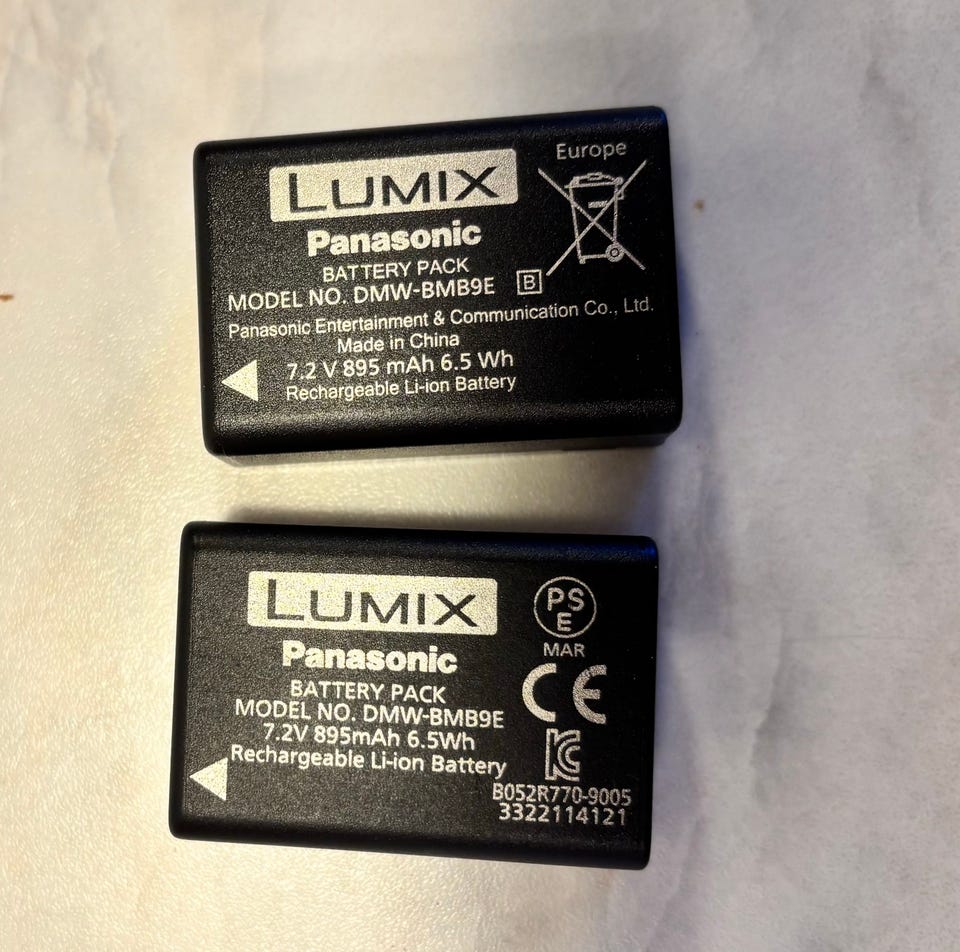 Europe
LUMIX
Panasonic
BATTERY PACK
MODEL NO. DMW-BMB9E B
Panasonic Entertainment & Communication Co., Ltd.
Made in China
7.2 V 895 mAh 6.5 Wh
Rechargeable Li-ion Battery
LUMIX
Panasonic
BATTERY PACK
MODEL NO. DMW-BMB9E
7.2V 895mAh 6.5Wh
Rechargeable Li-ion Battery
PS
E
MAR
CE
KC
B052R770-9005
3322114121